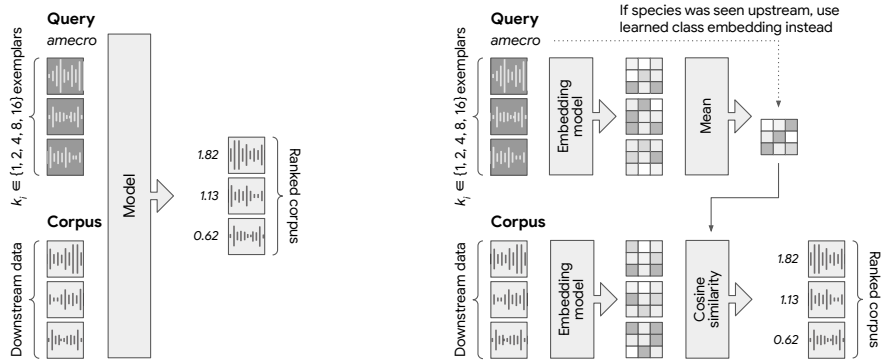 Query
amecro
k_i ∈ {1, 2, 4, 8, 16} exemplars
Corpus
Downstream data
Model
1.82
1.13
0.62
Ranked corpus
If species was seen upstream, use
learned class embedding instead
Query
amecro
k_i ∈ {1, 2, 4, 8, 16} exemplars
Embedding
model
Mean
Corpus
Downstream data
Embedding
model
Cosine
similarity
1.82
1.13
0.62
Ranked corpus